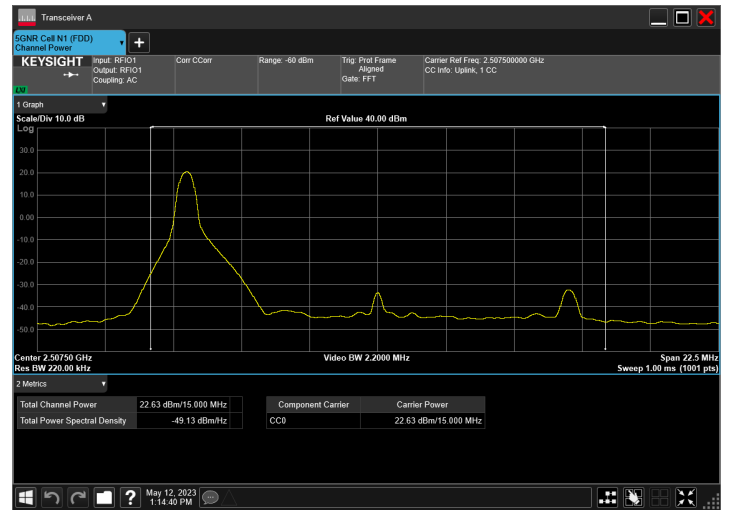 Transceiver A
5GNR Cell N1 (FDD)
Channel Power
KEYSIGHT
LXI
Input: RFIO1
Output: RFIO1
Coupling: AC
Corr CCorr
Range: -60 dBm
Trig: Prot Frame
Aligned
Gate: FFT
Carrier Ref Freq: 2.507500000 GHz
CC Info: Uplink, 1 CC
1 Graph
Scale/Div 10.0 dB
Ref Value 40.00 dBm
Log
30.0
20.0
10.0
0.00
-10.0
-20.0
-30.0
-40.0
-50.0
Center 2.50750 GHz
Video BW 2.2000 MHz
Span 22.5 MHz
Res BW 220.00 kHz
Sweep 1.00 ms (1001 pts)
2 Metrics
Total Channel Power 22.63 dBm/15.000 MHz
Total Power Spectral Density -49.13 dBm/Hz
Component Carrier Carrier Power
CC0 22.63 dBm/15.000 MHz
May 12, 2023
1:14:40 PM